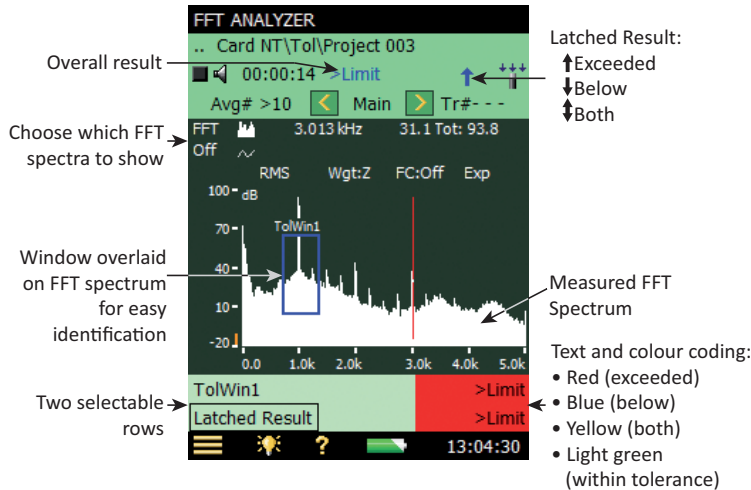 FFT ANALYZER
.. Card NT\Tol\Project 003
00:00:14 >Limit
Avg# >10 < Main > Tr#- - -
FFT 3.013 kHz 31.1 Tot: 93.8
Off
RMS Wgt:Z FC:Off Exp
100
dB
70
TolWin1
40
10
-20
0.0 1.0k 2.0k 3.0k 4.0k 5.0k
TolWin1 >Limit
Latched Result >Limit
? 13:04:30
Overall result
Choose which FFT
spectra to show
Window overlaid
on FFT spectrum
for easy
identification
Two selectable
rows
Latched Result:
Exceeded
Below
Both
Measured FFT
Spectrum
Text and colour coding:
• Red (exceeded)
• Blue (below)
• Yellow (both)
• Light green
(within tolerance)